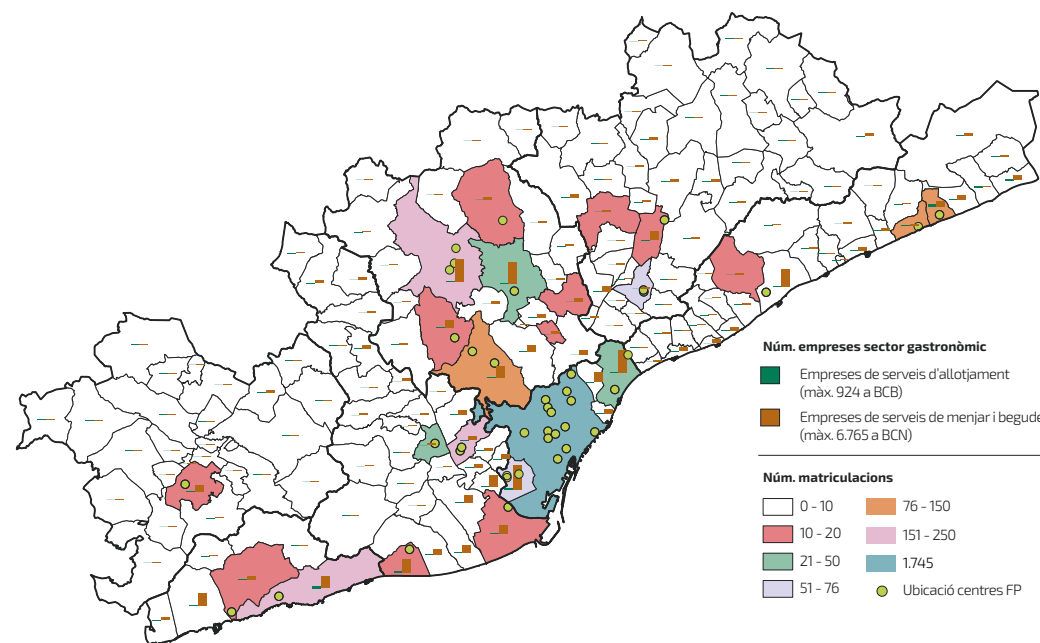 Núm. empreses sector gastronòmic
Empreses de serveis d'allotjament
(màx. 924 a BCB)
Empreses de serveis de menjar i begude
(màx. 6.765 a BCN)
Núm. matriculacions
0 - 10
76 - 150
10 - 20
151 - 250
21 - 50
1.745
51 - 76
Ubicació centres FP